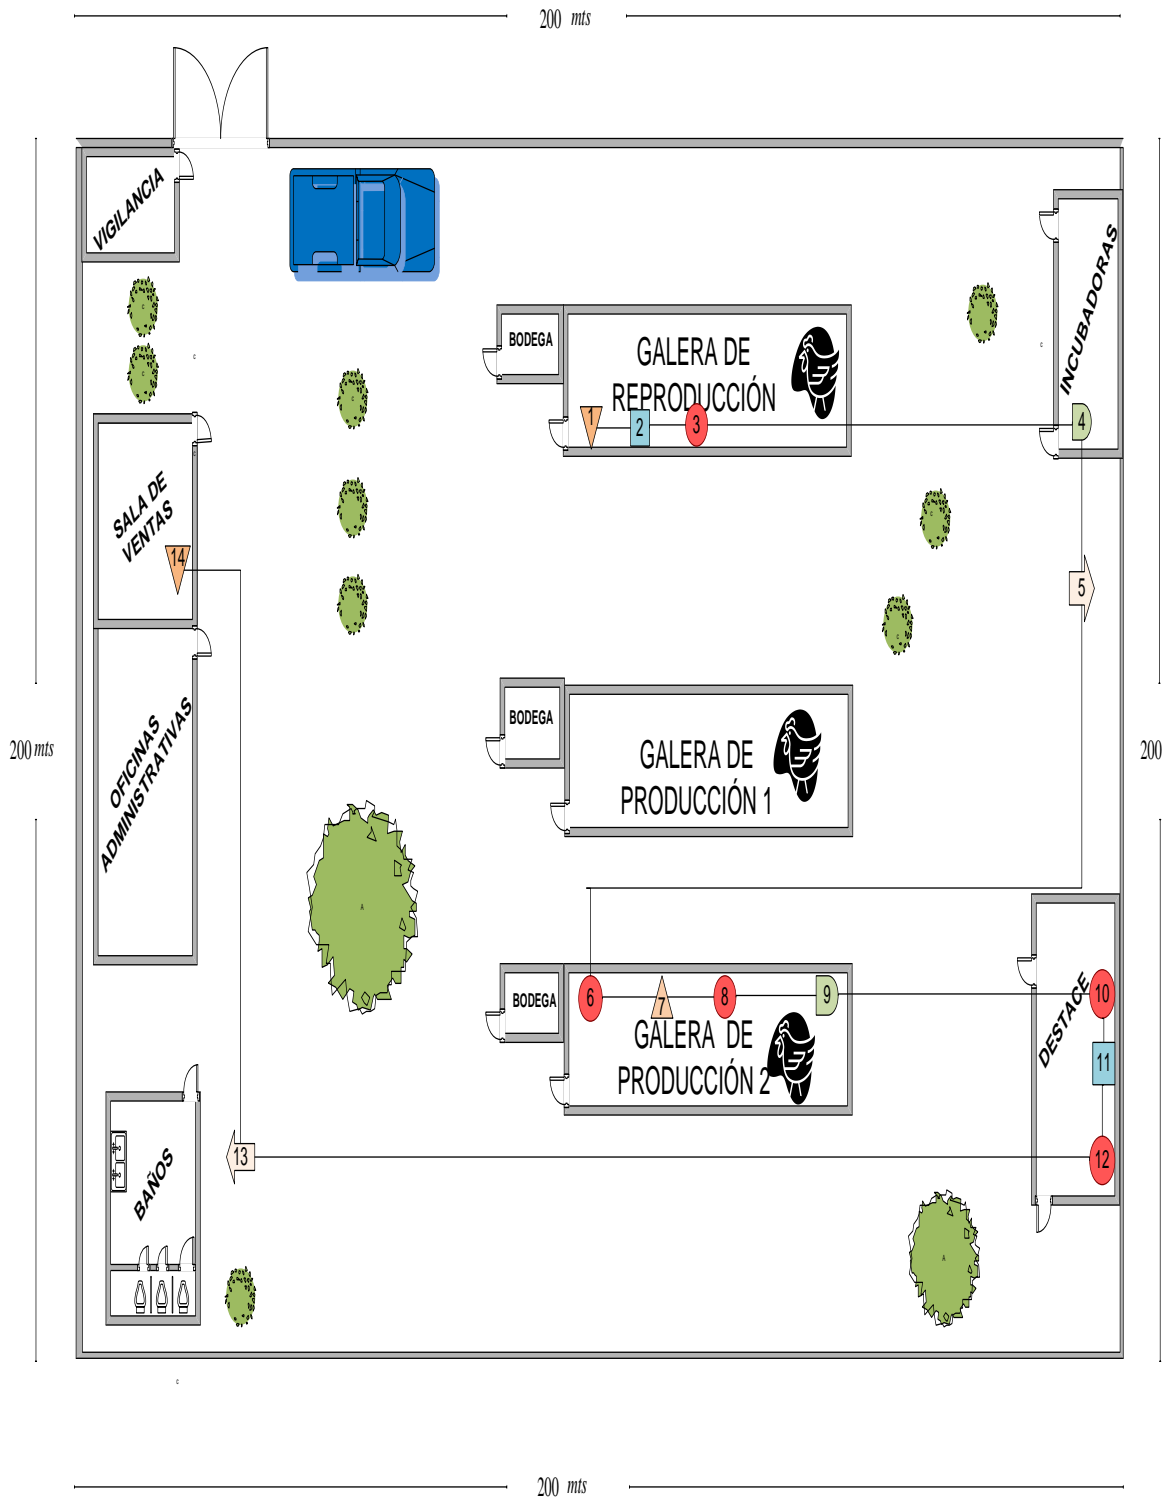 200 mts
VIGILANCIA
INCUBADORAS
BODEGA
GALERA DE
REPRODUCCIÓN
1
2
3
4
SALA DE
VENTAS
14
5
OFICINAS
ADMINISTRATIVAS
BODEGA
GALERA DE
PRODUCCIÓN 1
200 mts
200
A
BODEGA
6
7
8
9
10
GALERA DE
PRODUCCIÓN 2
DESTACE
11
BAÑOS
13
12
A
200 mts